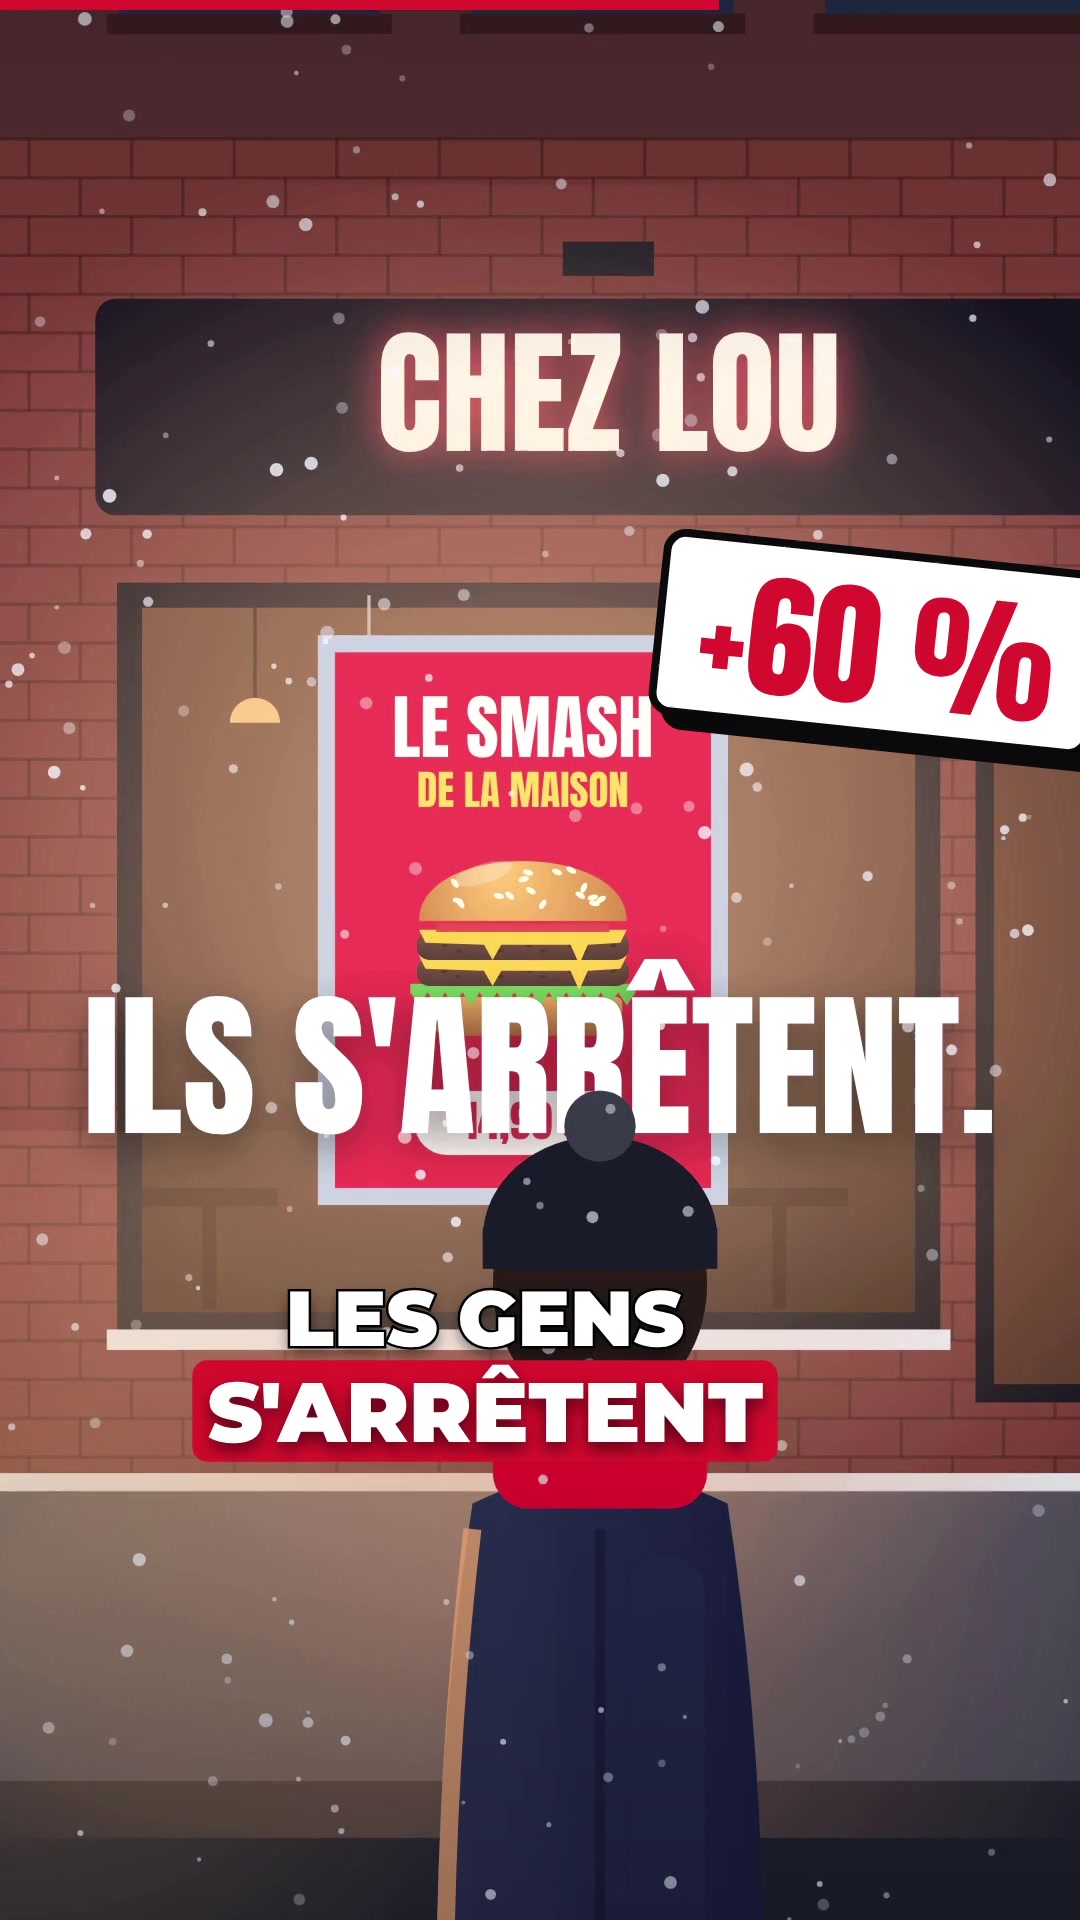 CHEZ LOU
+60 %
LE SMASH
DE LA MAISON
ILS S'ARRÊTENT.
LES GENS
S'ARRÊTENT